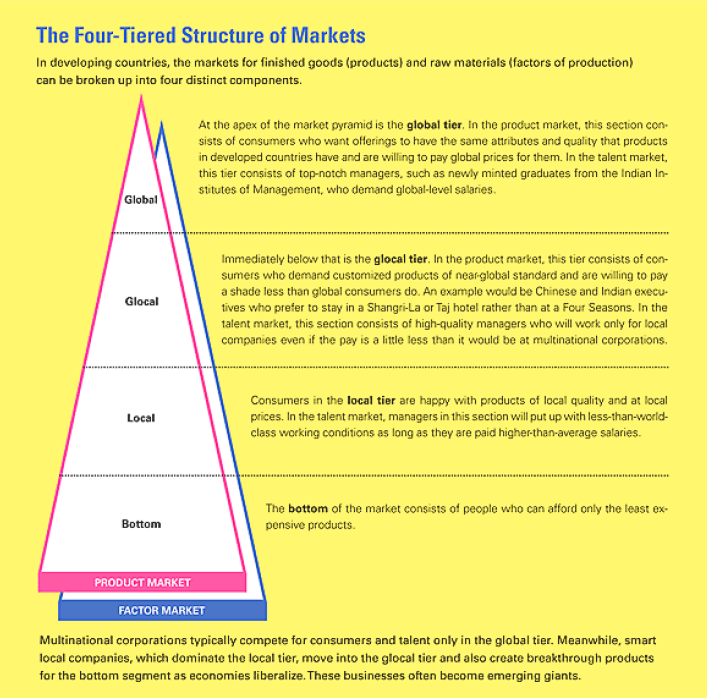 The Four-Tiered Structure of Markets
In developing countries, the markets for finished goods (products) and raw materials (factors of production)
can be broken up into four distinct components.
At the apex of the market pyramid is the global tier. In the product market, this section con-
sists of consumers who want offerings to have the same attributes and quality that products
in developed countries have and are willing to pay global prices for them. In the talent market,
this tier consists of top-notch managers, such as newly minted graduates from the Indian In-
stitutes of Management, who demand global-level salaries.
Global
Immediately below that is the glocal tier. In the product market, this tier consists of con-
sumers who demand customized products of near-global standard and are willing to pay
a shade less than global consumers do. An example would be Chinese and Indian execu-
tives who prefer to stay in a Shangri-La or Taj hotel rather than at a Four Seasons. In the
talent market, this section consists of high-quality managers who will work only for local
companies even if the pay is a little less than it would be at multinational corporations.
Glocal
Consumers in the local tier are happy with products of local quality and at local
prices. In the talent market, managers in this section will put up with less-than-world-
class working conditions as long as they are paid higher-than-average salaries.
Local
The bottom of the market consists of people who can afford only the least ex-
pensive products.
Bottom
PRODUCT MARKET
FACTOR MARKET
Multinational corporations typically compete for consumers and talent only in the global tier. Meanwhile, smart
local companies, which dominate the local tier, move into the glocal tier and also create breakthrough products
for the bottom segment as economies liberalize. These businesses often become emerging giants.